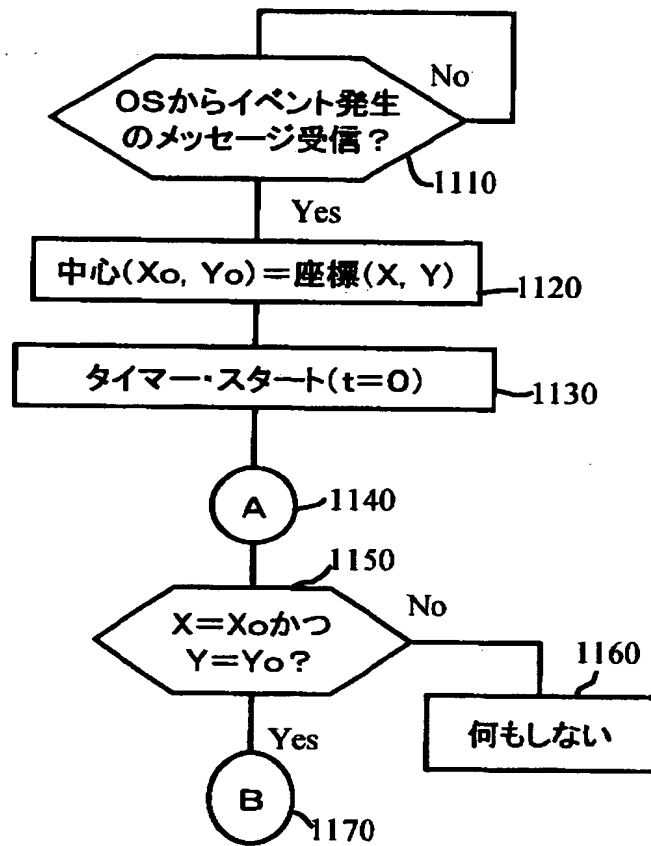 No
OSからイベント発生
のメッセージ受信？
1110
Yes
中心(Xo, Yo)＝座標(X, Y)
1120
タイマー・スタート(t＝0)
1130
A
1140
1150
X＝Xoかつ
Y＝Yo？
No
1160
何もしない
Yes
B
1170